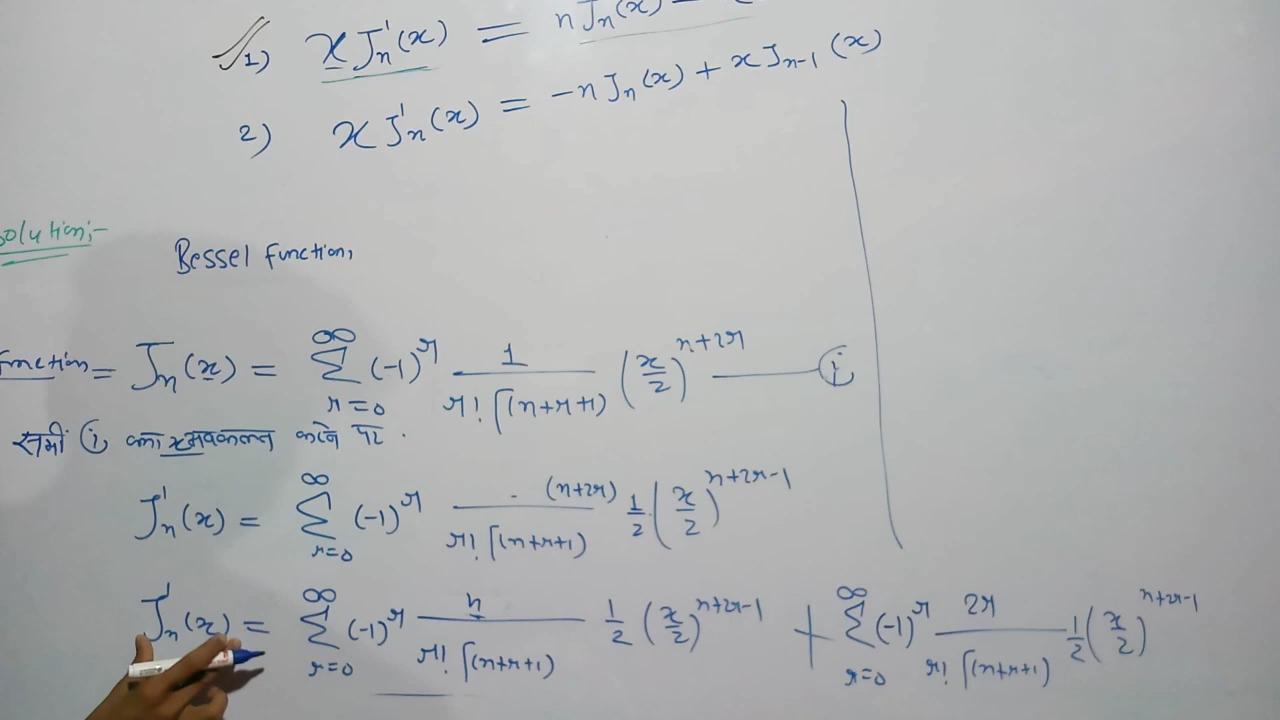 1) x J'n(x) = n Jn(x) –
2) x J'n(x) = –n Jn(x) + x Jn-1 (x)
Solution;-
Bessel function,
function = Jn(x) = ∞ Σ r=0 (-1)^r 1 / r! Γ(n+r+1) (x/2)^n+2r —— (i)
समी (i) का x अवकलन करने पर .
J'n(x) = ∞ Σ r=0 (-1)^r (n+2r) / r! Γ(n+r+1) 1/2 . (x/2)^n+2r-1
J'n(x) = ∞ Σ r=0 (-1)^r n / r! Γ(n+r+1) 1/2 (x/2)^n+2r-1 + ∞ Σ r=0 (-1)^r 2r / r! Γ(n+r+1) 1/2 (x/2)^n+2r-1